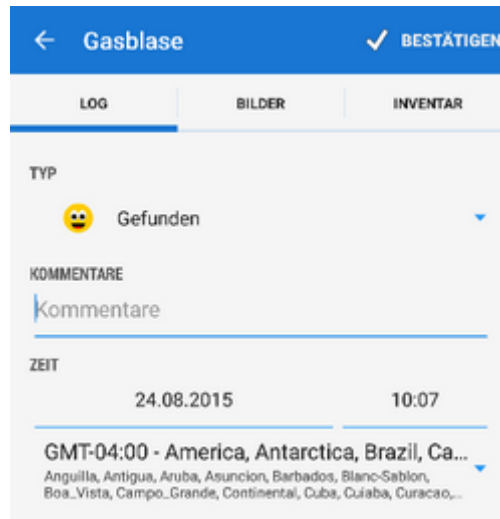 Gasblase
BESTÄTIGEN
LOG
BILDER
INVENTAR
TYP
Gefunden
KOMMENTARE
Kommentare
ZEIT
24.08.2015
10:07
GMT-04:00 - America, Antarctica, Brazil, Ca...
Anguilla, Antigua, Aruba, Asuncion, Barbados, Blanc-Sablon,
Boa_Vista, Campo_Grande, Continental, Cuba, Cuiaba, Curacao,...